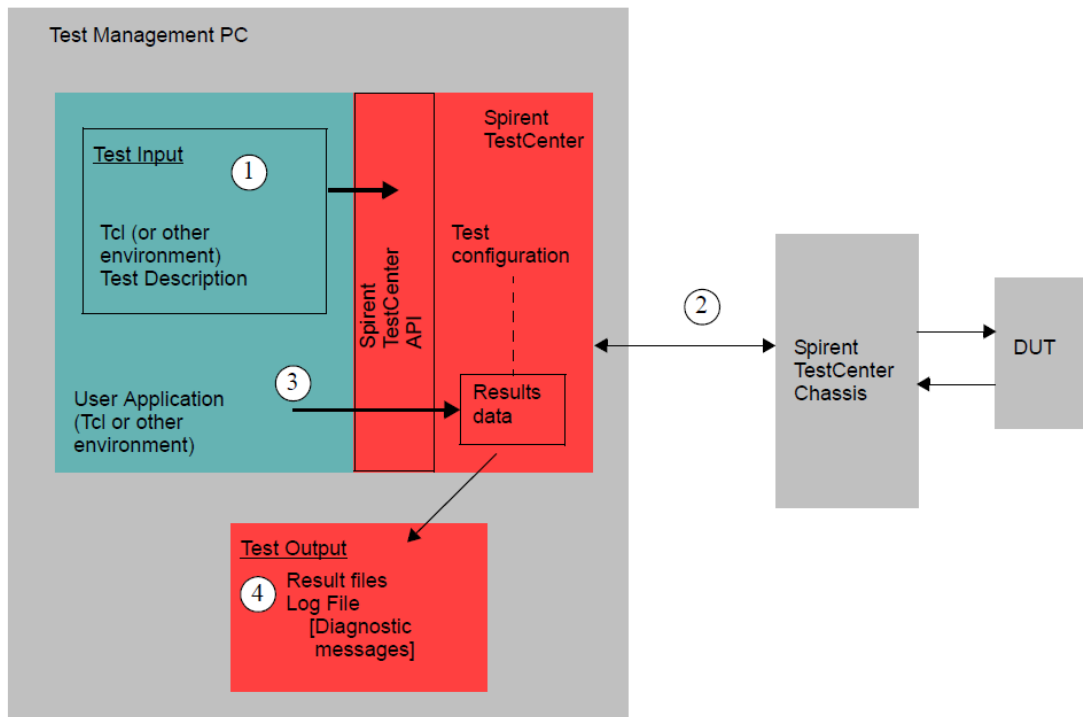 Test Management PC
Test Input
1
Tcl (or other
environment)
Test Description
Spirent
TestCenter
API
Spirent
TestCenter
Test
configuration
2
3
User Application
(Tcl or other
environment)
Results
data
Spirent
TestCenter
Chassis
DUT
Test Output
4
Result files
Log File
[Diagnostic
messages]